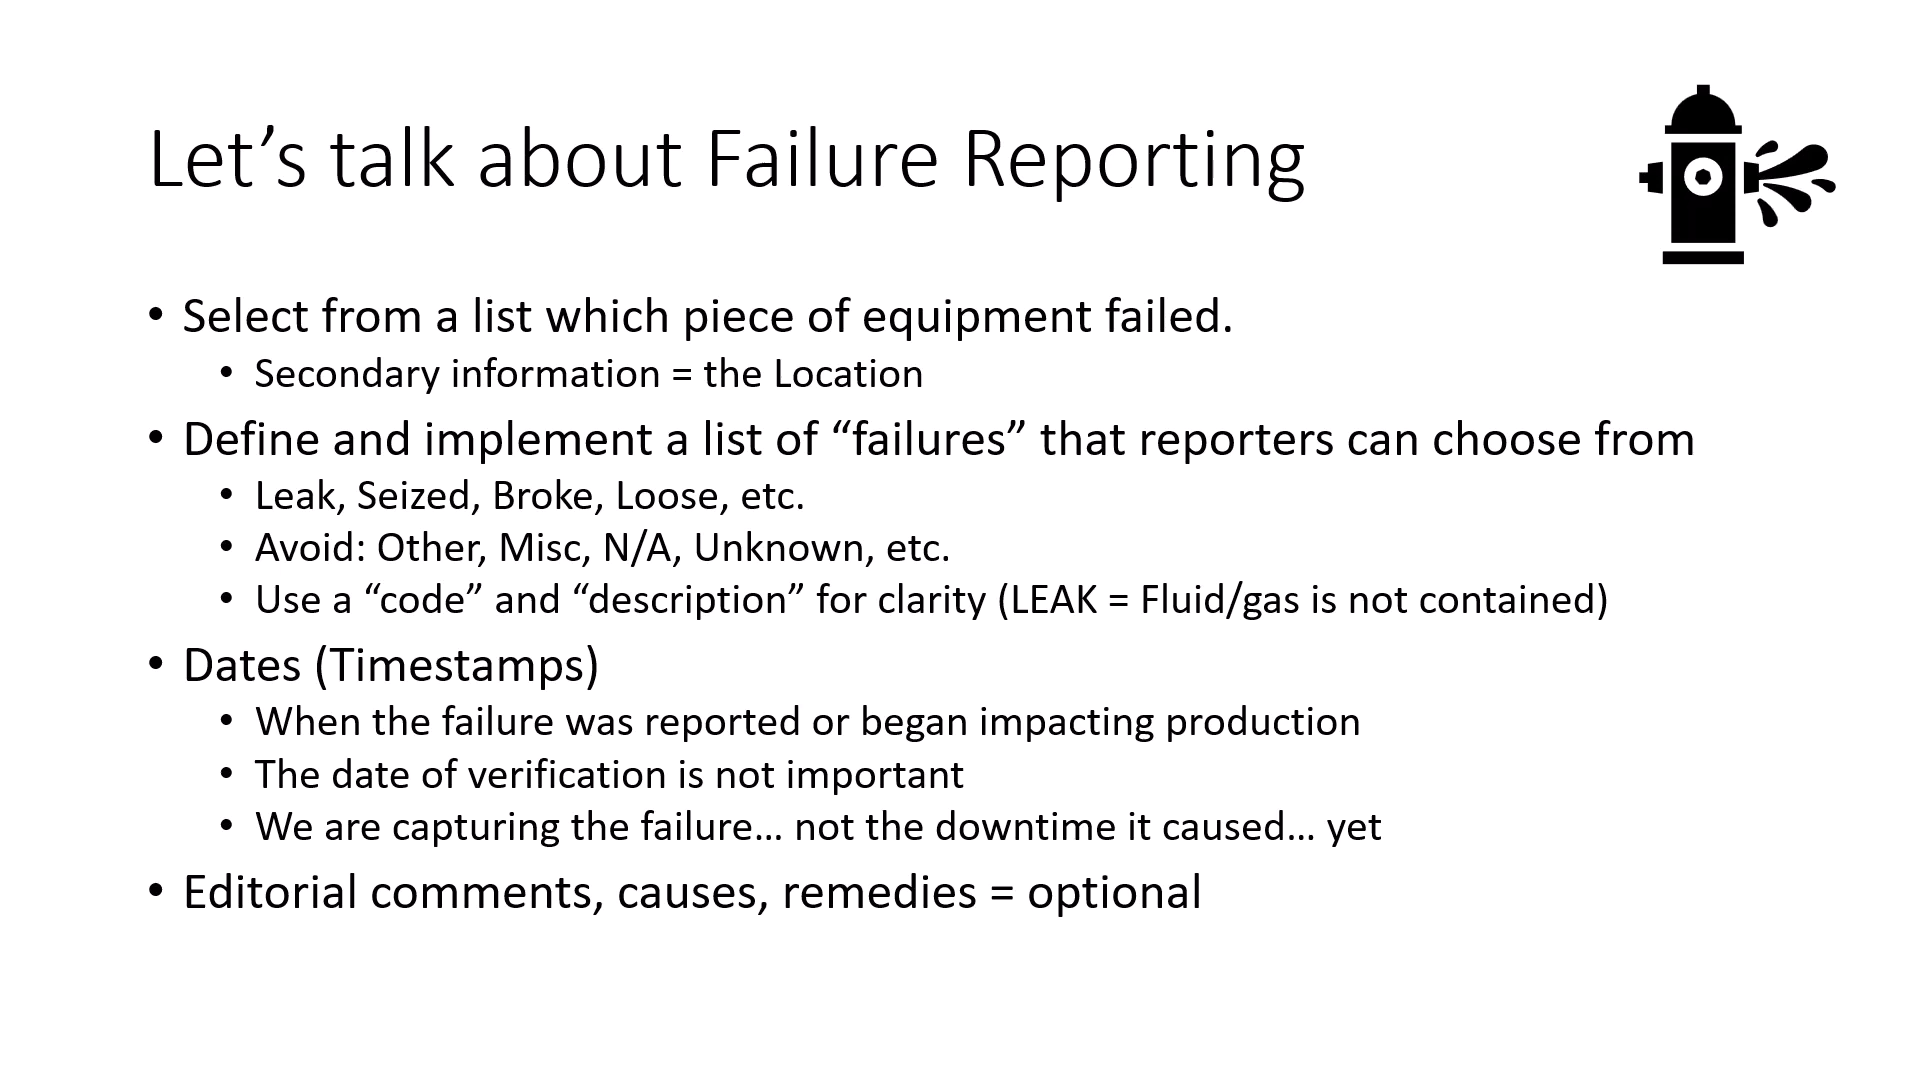 Let’s talk about Failure Reporting
• Select from a list which piece of equipment failed.
• Secondary information = the Location
• Define and implement a list of “failures” that reporters can choose from
• Leak, Seized, Broke, Loose, etc.
• Avoid: Other, Misc, N/A, Unknown, etc.
• Use a “code” and “description” for clarity (LEAK = Fluid/gas is not contained)
• Dates (Timestamps)
• When the failure was reported or began impacting production
• The date of verification is not important
• We are capturing the failure… not the downtime it caused… yet
• Editorial comments, causes, remedies = optional